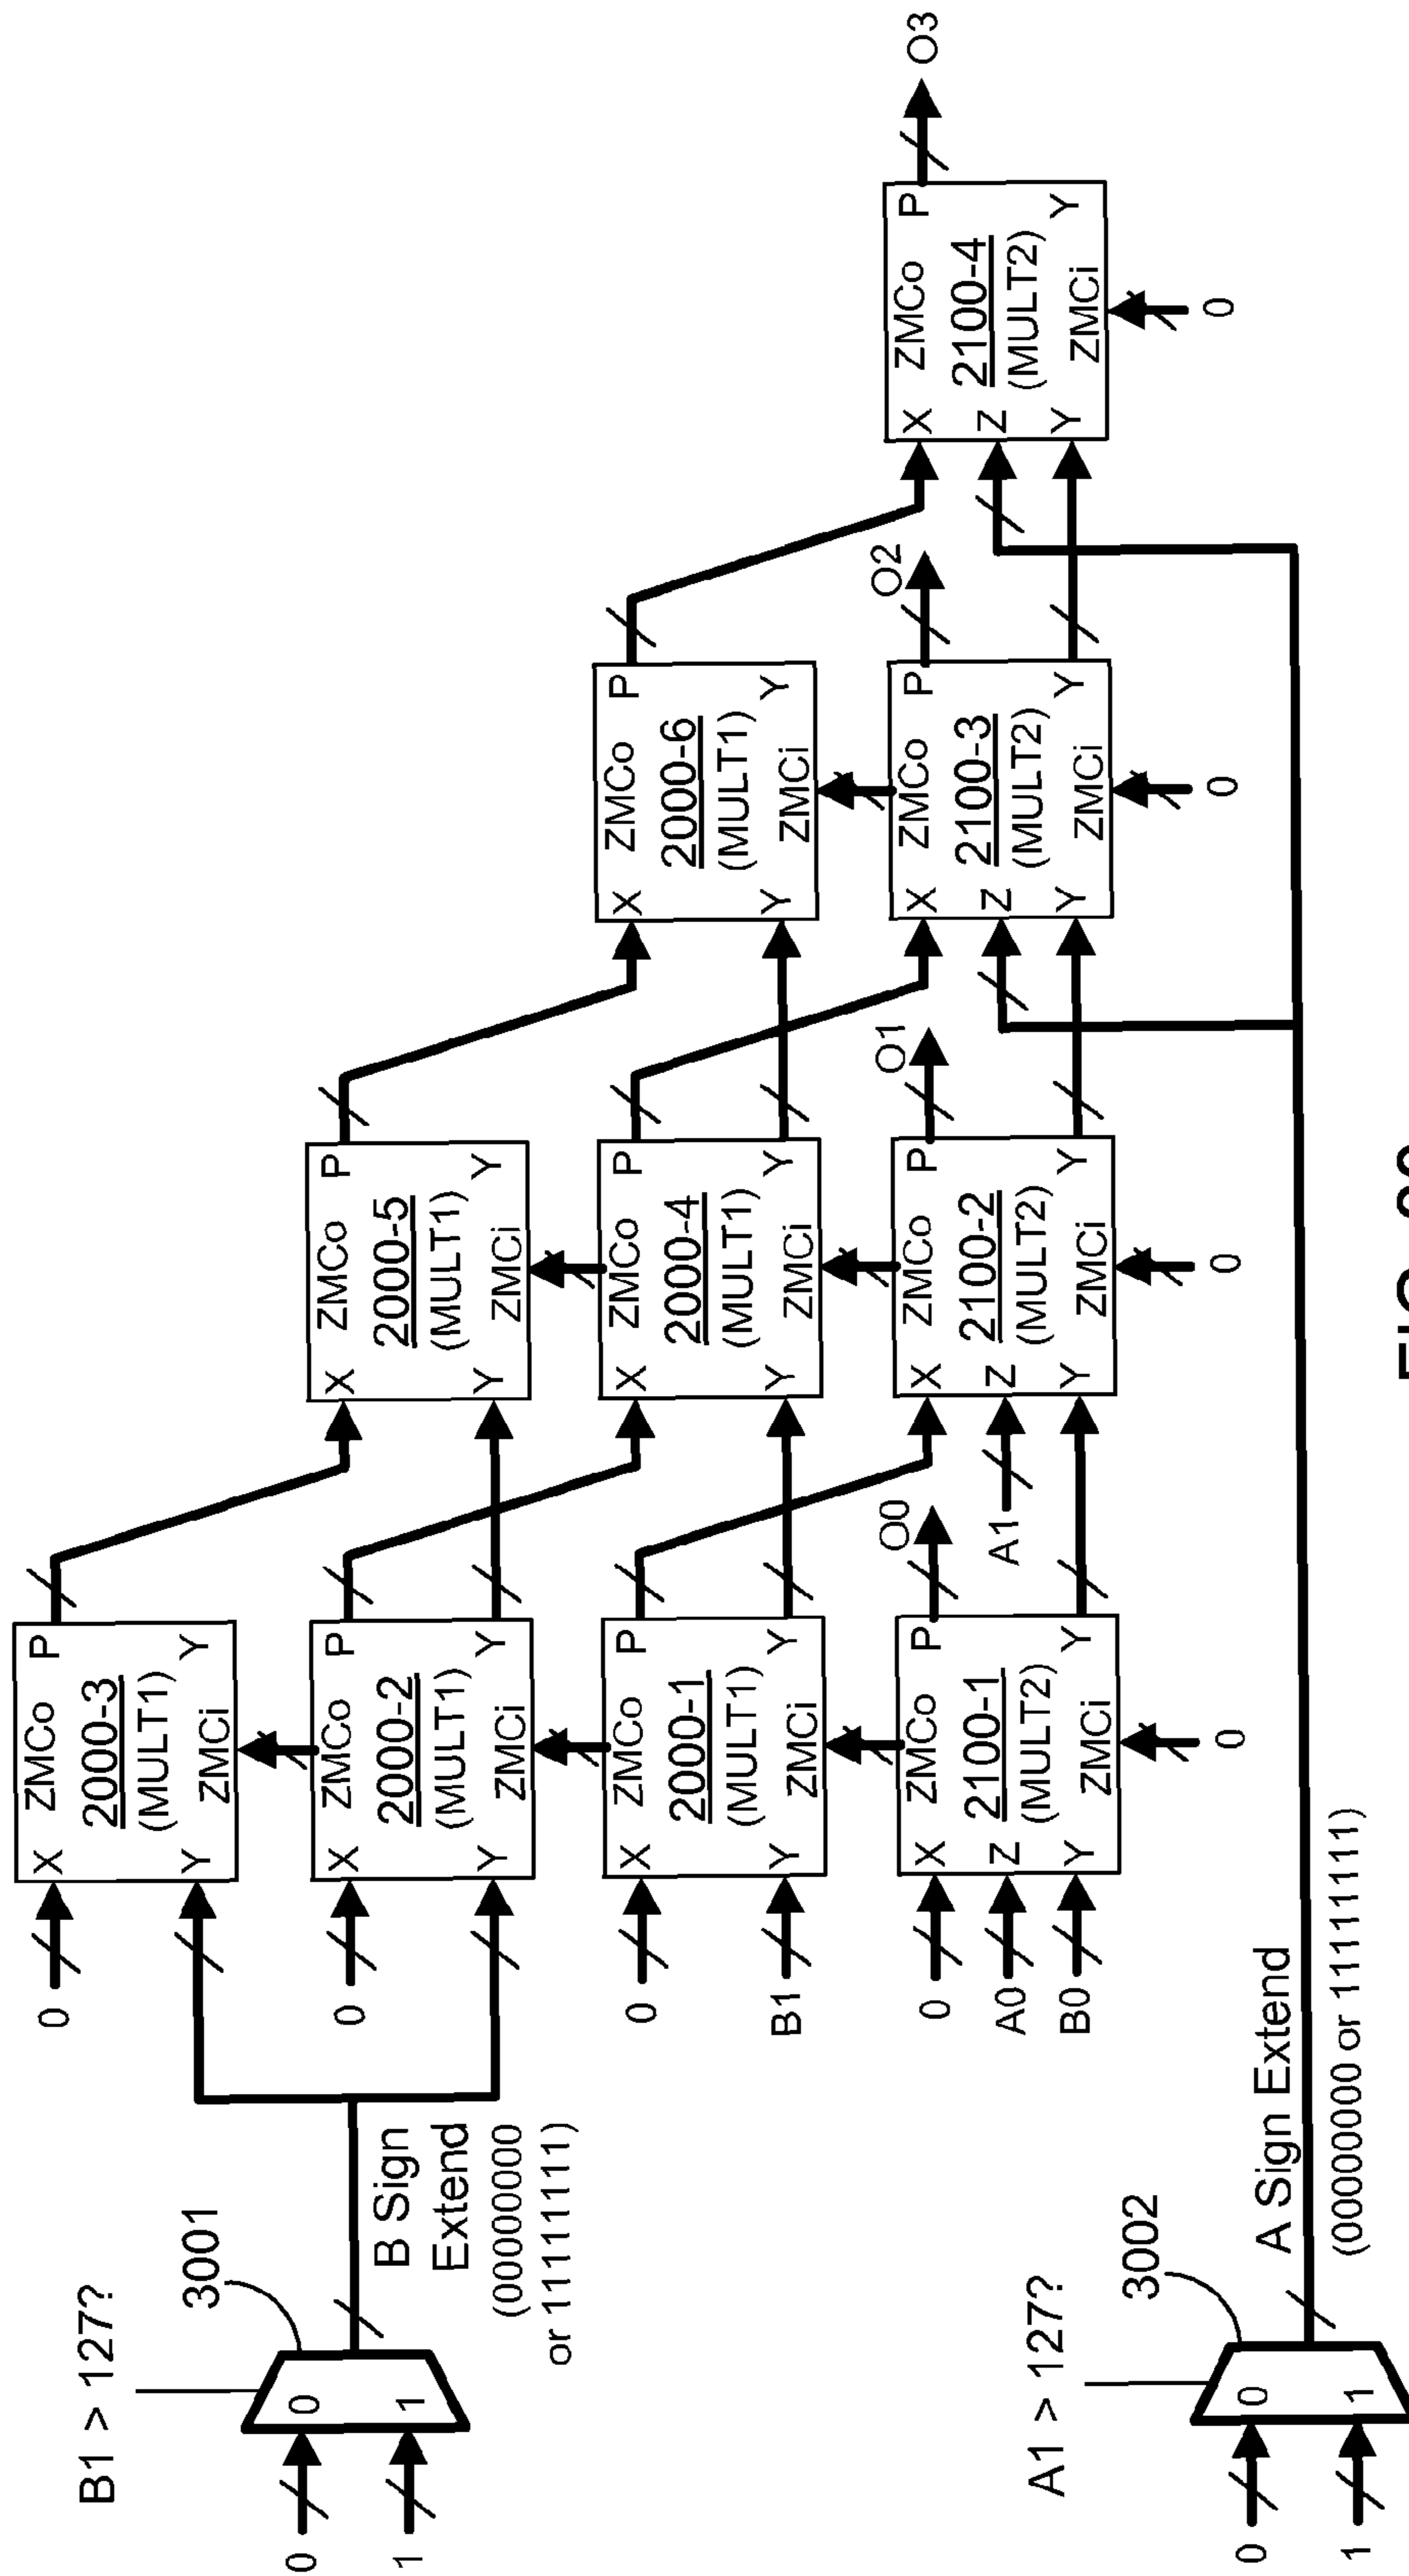 B1 > 127?
0
1
0
1
3001
B Sign
Extend
(00000000
or 11111111)
A1 > 127?
0
1
0
1
3002
A Sign Extend
(00000000 or 11111111)
0
X ZMCo P
2000-3
(MULT1)
Y ZMCi Y
0
X ZMCo P
2000-2
(MULT1)
Y ZMCi Y
0
B1
X ZMCo P
2000-1
(MULT1)
Y ZMCi Y
0
A0
B0
X ZMCo P
Z 2100-1
(MULT2)
Y ZMCi Y
0
O0
X ZMCo P
2000-5
(MULT1)
Y ZMCi Y
X ZMCo P
2000-4
(MULT1)
Y ZMCi Y
A1
X ZMCo P
Z 2100-2
(MULT2)
Y ZMCi Y
0
O1
X ZMCo P
2000-6
(MULT1)
Y ZMCi Y
X ZMCo P
Z 2100-3
(MULT2)
Y ZMCi Y
0
O2
X ZMCo P
Z 2100-4
(MULT2)
Y ZMCi Y
0
O3